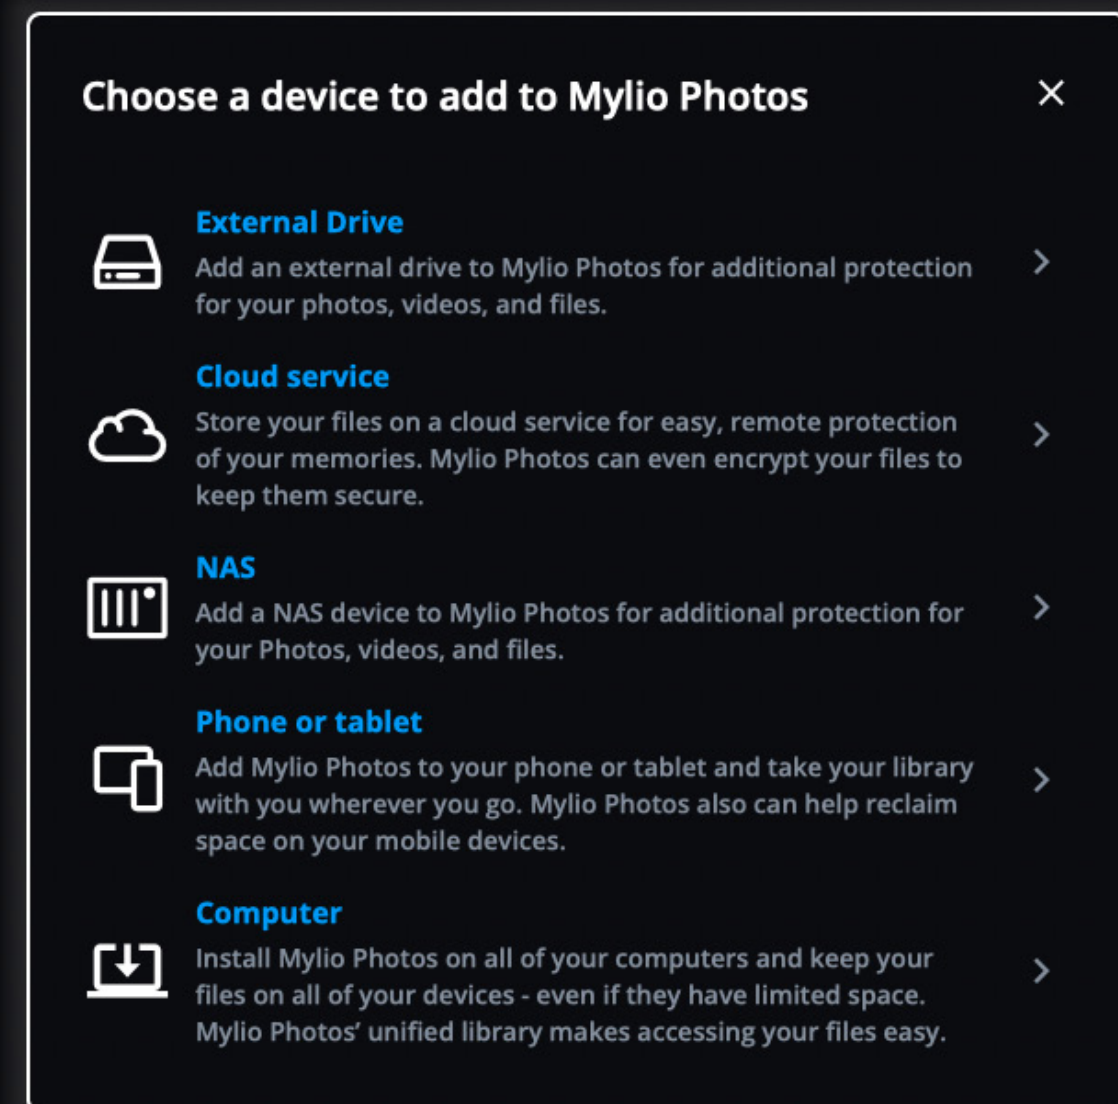 Choose a device to add to Mylio Photos
External Drive
Add an external drive to Mylio Photos for additional protection
for your photos, videos, and files.
Cloud service
Store your files on a cloud service for easy, remote protection
of your memories. Mylio Photos can even encrypt your files to
keep them secure.
NAS
Add a NAS device to Mylio Photos for additional protection for
your Photos, videos, and files.
Phone or tablet
Add Mylio Photos to your phone or tablet and take your library
with you wherever you go. Mylio Photos also can help reclaim
space on your mobile devices.
Computer
Install Mylio Photos on all of your computers and keep your
files on all of your devices - even if they have limited space.
Mylio Photos’ unified library makes accessing your files easy.